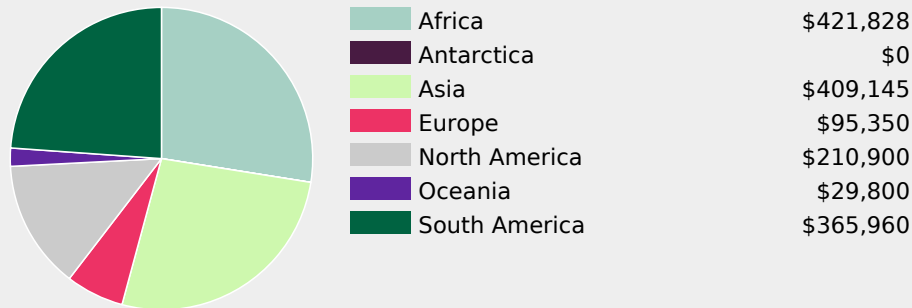 Africa $421,828
Antarctica $0
Asia $409,145
Europe $95,350
North America $210,900
Oceania $29,800
South America $365,960